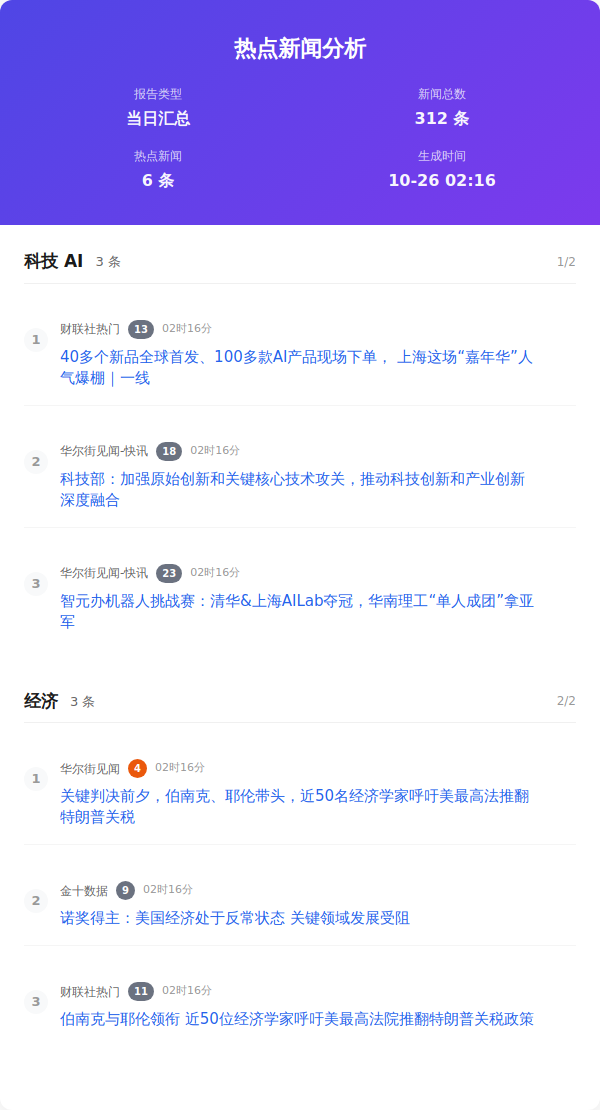 热点新闻分析
报告类型
新闻总数
当日汇总
312 条
热点新闻
生成时间
6 条
10-26 02:16
科技 AI 3 条 1/2
1
财联社热门 13 02时16分
40多个新品全球首发、100多款AI产品现场下单， 上海这场“嘉年华”人
气爆棚｜一线
2
华尔街见闻-快讯 18 02时16分
科技部：加强原始创新和关键核心技术攻关，推动科技创新和产业创新
深度融合
3
华尔街见闻-快讯 23 02时16分
智元办机器人挑战赛：清华&上海AILab夺冠，华南理工“单人成团”拿亚
军
经济 3 条 2/2
1
华尔街见闻 4 02时16分
关键判决前夕，伯南克、耶伦带头，近50名经济学家呼吁美最高法推翻
特朗普关税
2
金十数据 9 02时16分
诺奖得主：美国经济处于反常状态 关键领域发展受阻
3
财联社热门 11 02时16分
伯南克与耶伦领衔 近50位经济学家呼吁美最高法院推翻特朗普关税政策